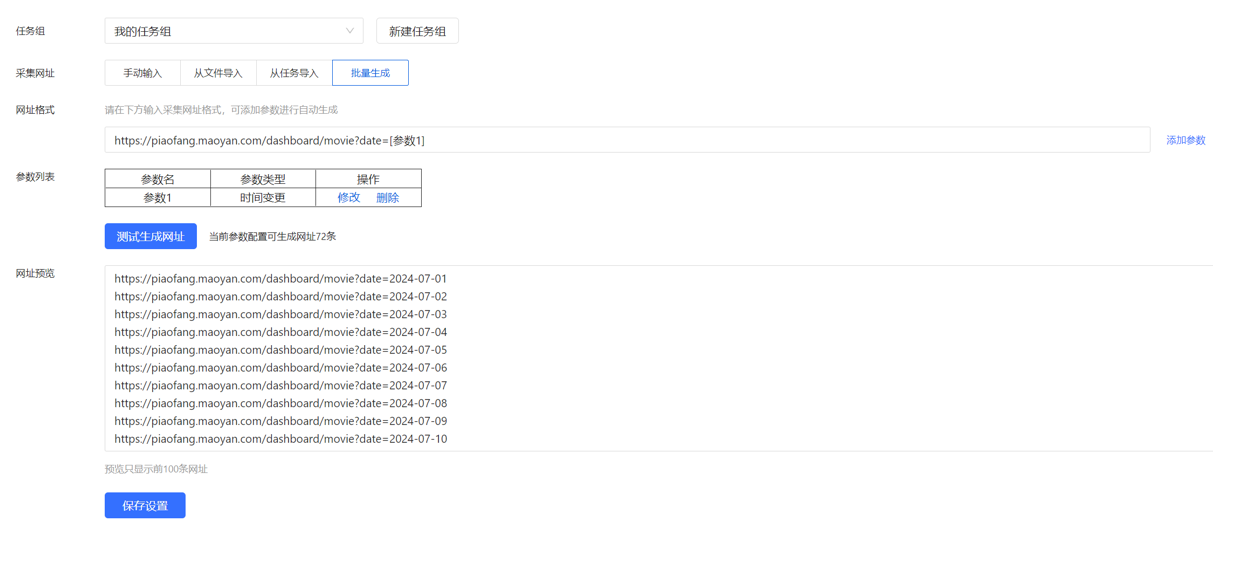 任务组 我的任务组 新建任务组
采集网址 手动输入 从文件导入 从任务导入 批量生成
网址格式 请在下方输入采集网址格式，可添加参数进行自动生成
https://piaofang.maoyan.com/dashboard/movie?date=[参数1] 添加参数
参数列表 参数名 参数类型 操作
参数1 时间变更 修改 删除
测试生成网址 当前参数配置可生成网址72条
网址预览 https://piaofang.maoyan.com/dashboard/movie?date=2024-07-01
https://piaofang.maoyan.com/dashboard/movie?date=2024-07-02
https://piaofang.maoyan.com/dashboard/movie?date=2024-07-03
https://piaofang.maoyan.com/dashboard/movie?date=2024-07-04
https://piaofang.maoyan.com/dashboard/movie?date=2024-07-05
https://piaofang.maoyan.com/dashboard/movie?date=2024-07-06
https://piaofang.maoyan.com/dashboard/movie?date=2024-07-07
https://piaofang.maoyan.com/dashboard/movie?date=2024-07-08
https://piaofang.maoyan.com/dashboard/movie?date=2024-07-09
https://piaofang.maoyan.com/dashboard/movie?date=2024-07-10
预览只显示前100条网址
保存设置